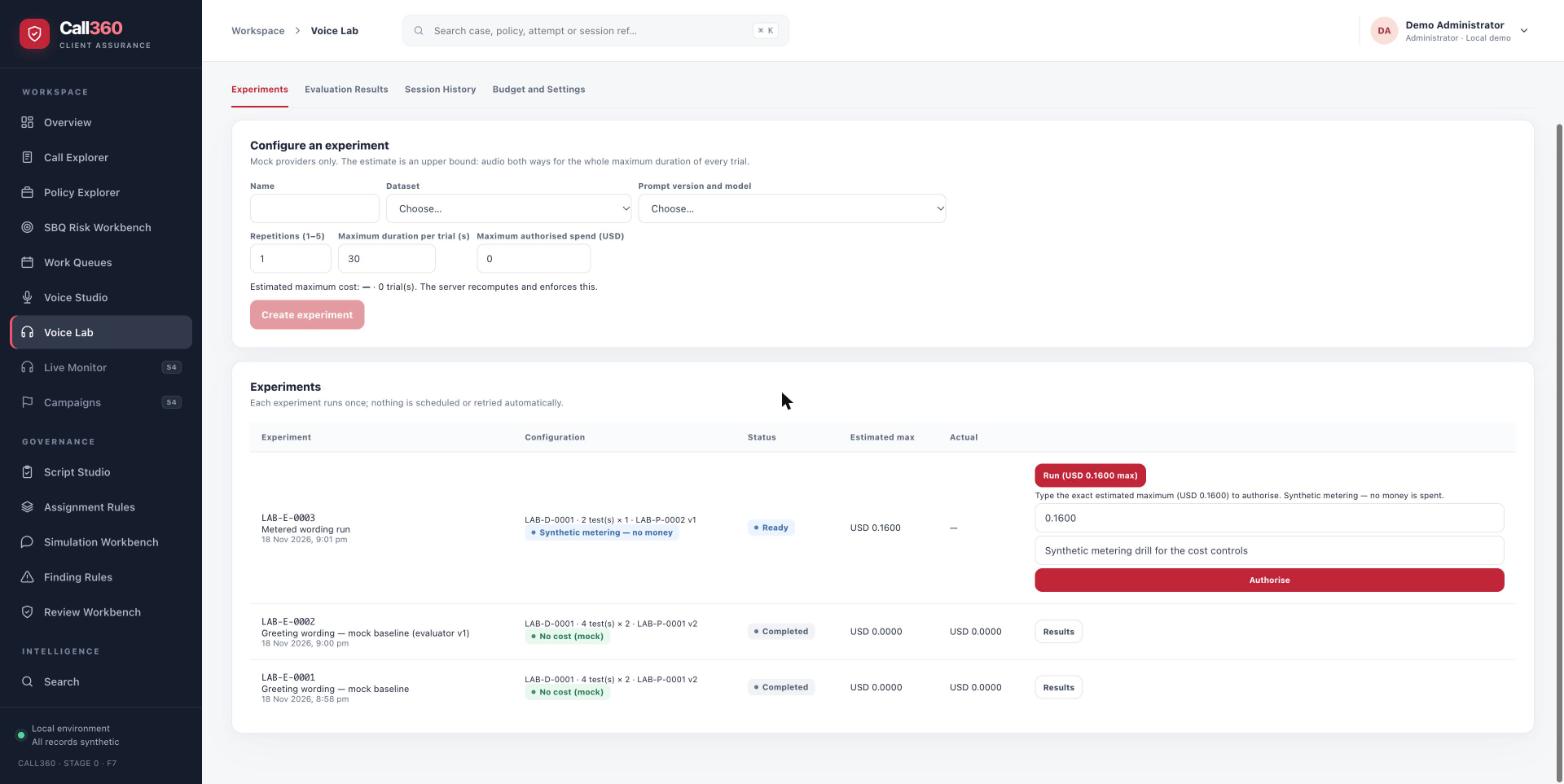 Call360
CLIENT ASSURANCE
WORKSPACE
Overview
Call Explorer
Policy Explorer
SBQ Risk Workbench
Work Queues
Voice Studio
Voice Lab
Live Monitor S4
Campaigns S4
GOVERNANCE
Script Studio
Assignment Rules
Simulation Workbench
Finding Rules
Review Workbench
INTELLIGENCE
Search
Local environment
All records synthetic
CALL360 · STAGE 0 · F7
Workspace > Voice Lab
Search case, policy, attempt or session ref...
⌘ K
DA
Demo Administrator
Administrator · Local demo
Experiments Evaluation Results Session History Budget and Settings
Configure an experiment
Mock providers only. The estimate is an upper bound: audio both ways for the whole maximum duration of every trial.
Name Dataset Prompt version and model
Choose... Choose...
Repetitions (1–5) Maximum duration per trial (s) Maximum authorised spend (USD)
1 30 0
Estimated maximum cost: — · 0 trial(s). The server recomputes and enforces this.
Create experiment
Experiments
Each experiment runs once; nothing is scheduled or retried automatically.
Experiment Configuration Status Estimated max Actual
LAB-E-0003
Metered wording run
18 Nov 2026, 9:01 pm
LAB-D-0001 · 2 test(s) × 1 · LAB-P-0002 v1
Synthetic metering — no money
Ready
USD 0.1600
—
Run (USD 0.1600 max)
Type the exact estimated maximum (USD 0.1600) to authorise. Synthetic metering — no money is spent.
0.1600
Synthetic metering drill for the cost controls
Authorise
LAB-E-0002
Greeting wording — mock baseline (evaluator v1)
18 Nov 2026, 9:00 pm
LAB-D-0001 · 4 test(s) × 2 · LAB-P-0001 v2
No cost (mock)
Completed
USD 0.0000
USD 0.0000
Results
LAB-E-0001
Greeting wording — mock baseline
18 Nov 2026, 8:58 pm
LAB-D-0001 · 4 test(s) × 2 · LAB-P-0001 v2
No cost (mock)
Completed
USD 0.0000
USD 0.0000
Results